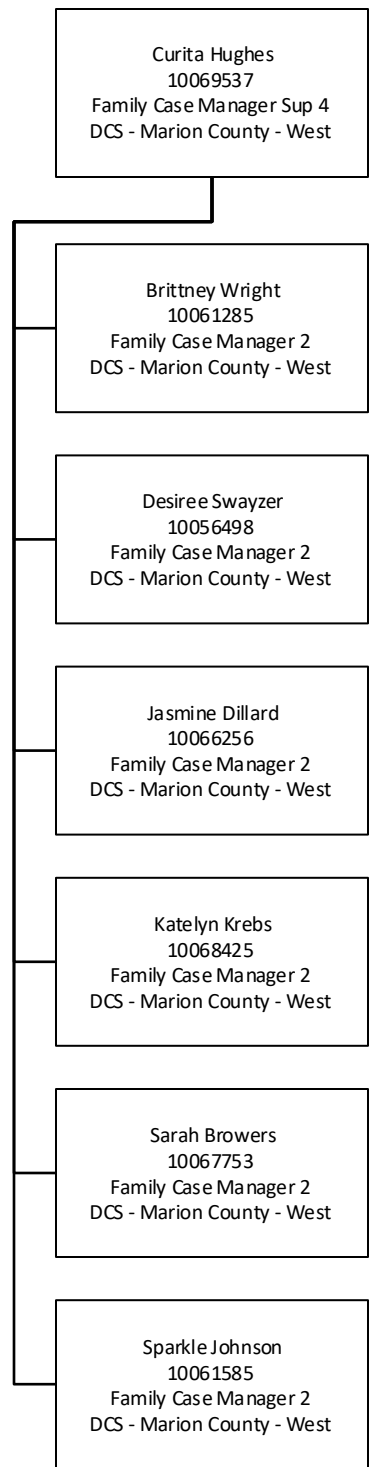 Curita Hughes
10069537
Family Case Manager Sup 4
DCS - Marion County - West
Brittney Wright
10061285
Family Case Manager 2
DCS - Marion County - West
Desiree Swayzer
10056498
Family Case Manager 2
DCS - Marion County - West
Jasmine Dillard
10066256
Family Case Manager 2
DCS - Marion County - West
Katelyn Krebs
10068425
Family Case Manager 2
DCS - Marion County - West
Sarah Browers
10067753
Family Case Manager 2
DCS - Marion County - West
Sparkle Johnson
10061585
Family Case Manager 2
DCS - Marion County - West